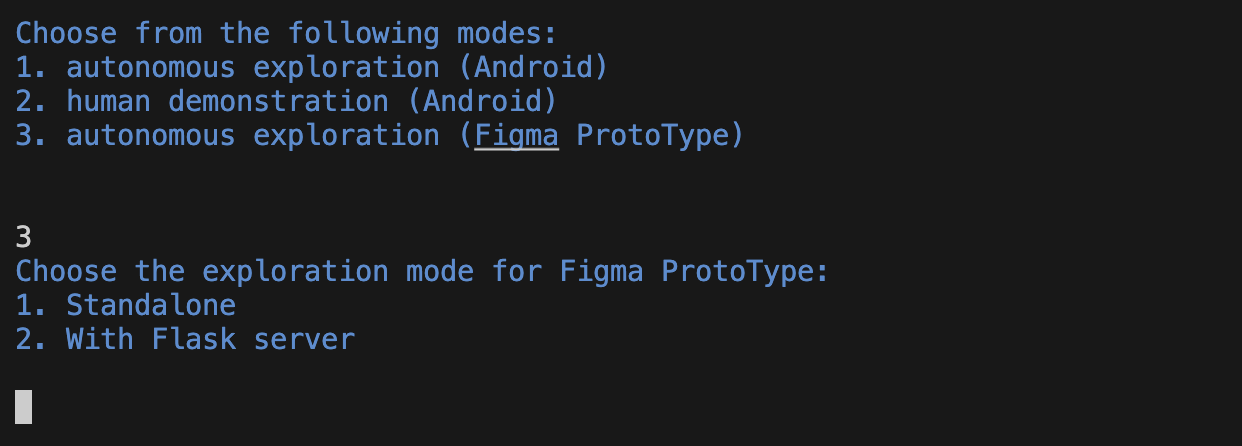 Choose from the following modes:
1. autonomous exploration (Android)
2. human demonstration (Android)
3. autonomous exploration (Figma ProtoType)
3
Choose the exploration mode for Figma ProtoType:
1. Standalone
2. With Flask server